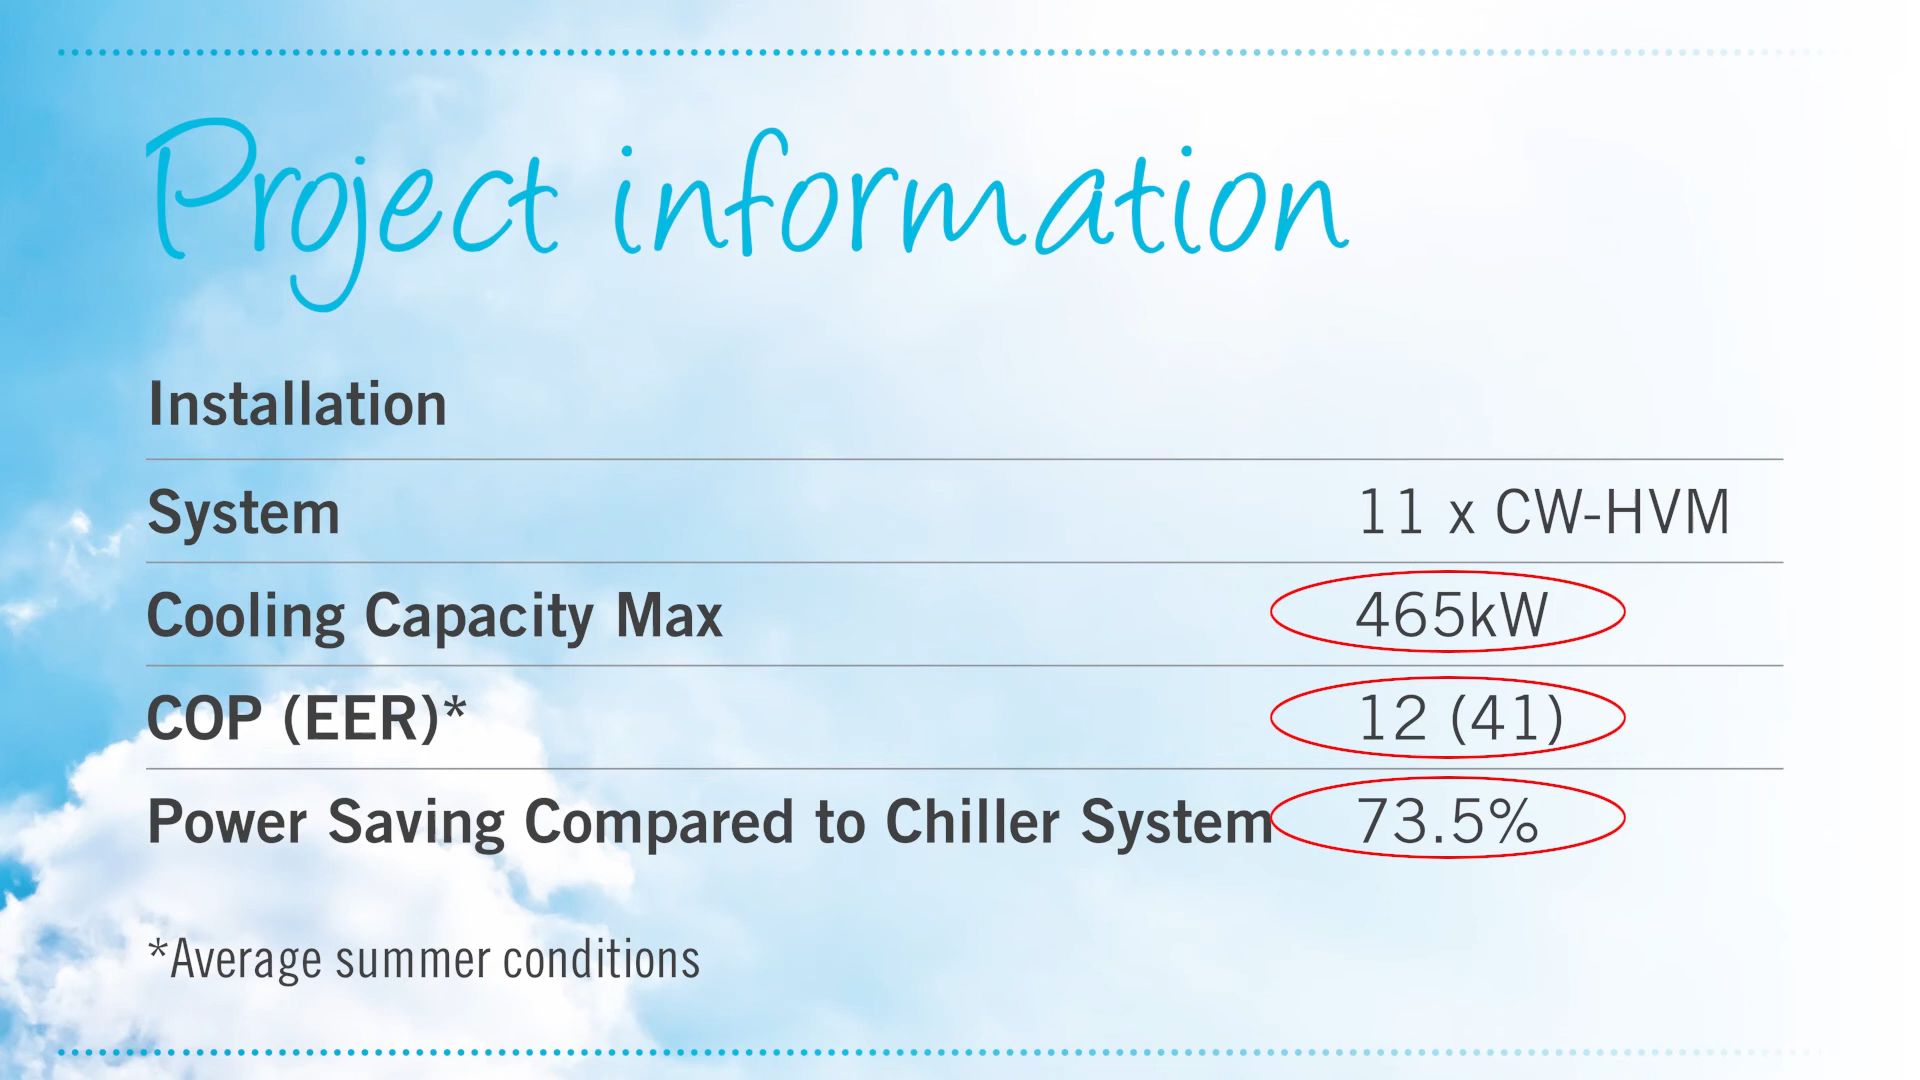 Project information
Installation
System 11 x CW-HVM
Cooling Capacity Max 465kW
COP (EER)* 12 (41)
Power Saving Compared to Chiller System 73.5%
*Average summer conditions